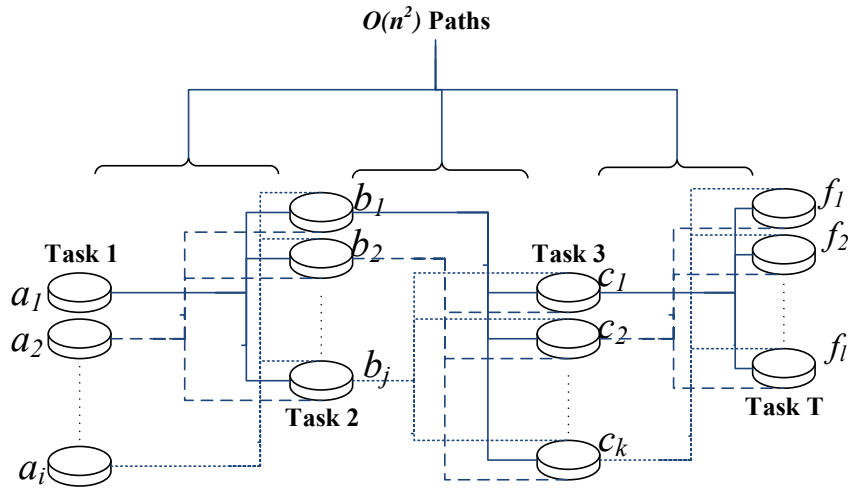 O(n²) Paths
Task 1
a₁
a₂
aᵢ
b₁
b₂
bⱼ
Task 2
Task 3
c₁
c₂
cₖ
f₁
f₂
fₗ
Task T